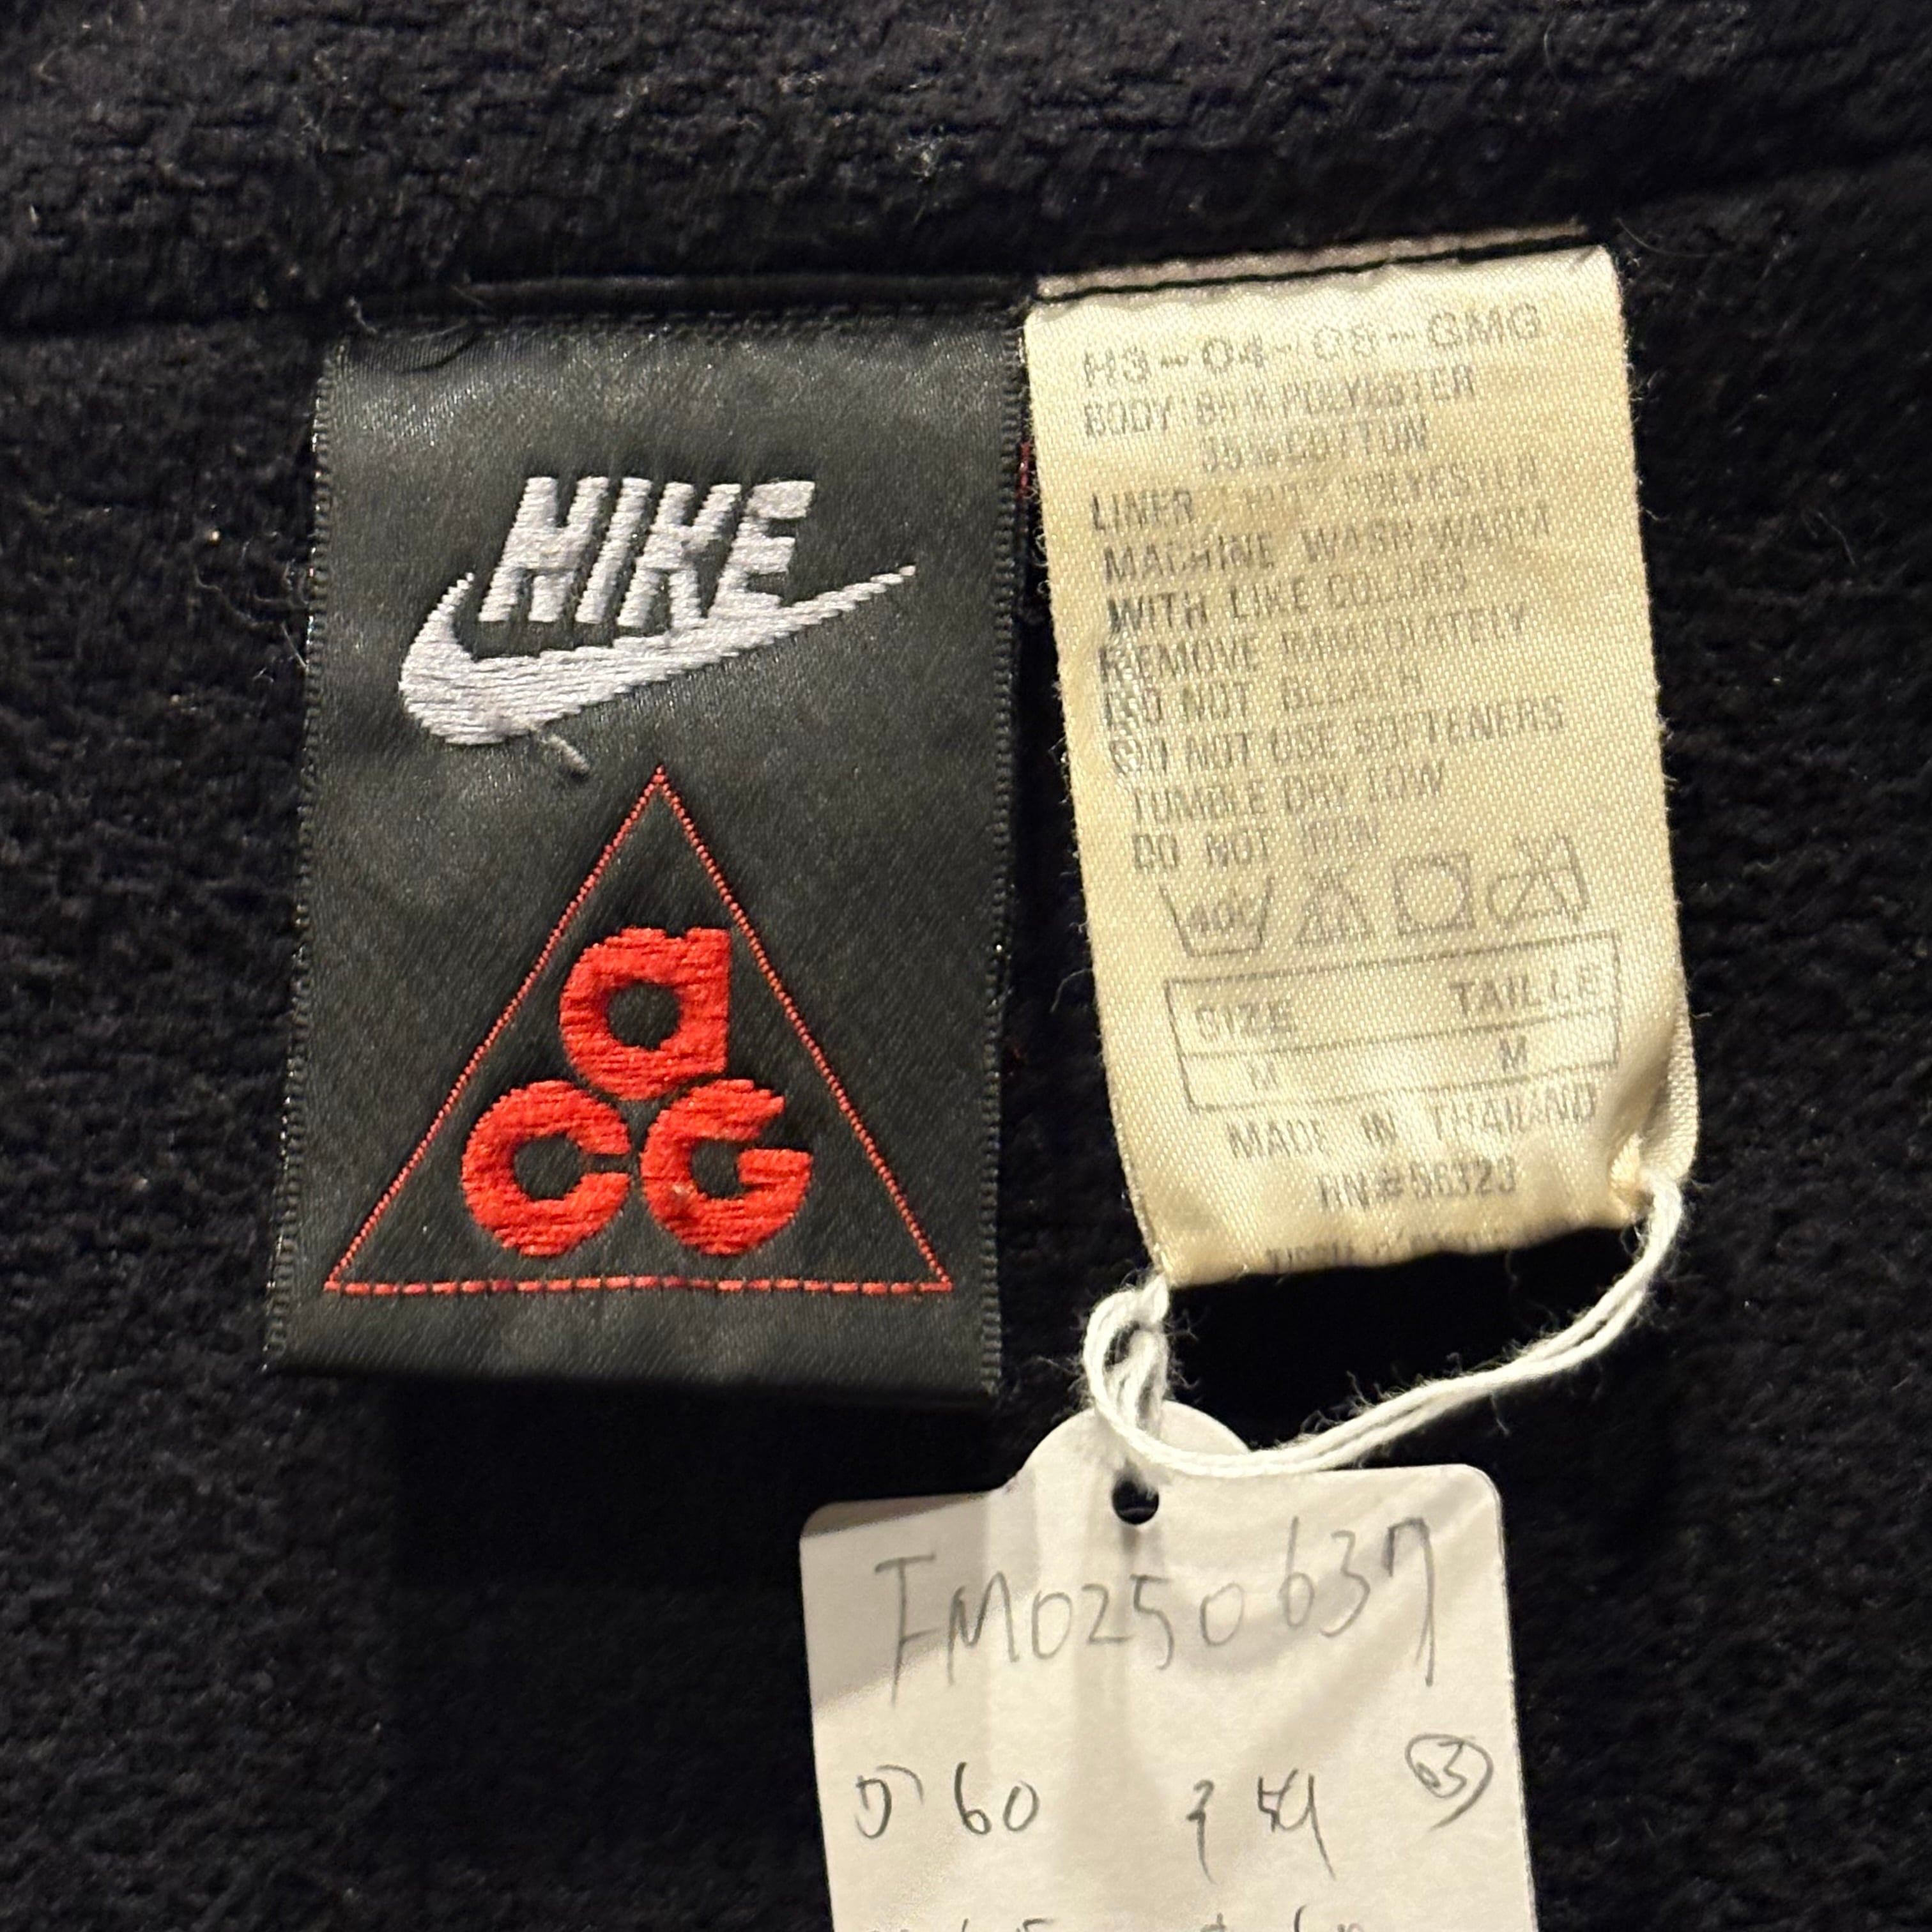 NIKE
a
CG
H3-04-08-GMG
BODY 65% POLYESTER
35% COTTON
LINER 100% POLYESTER
MACHINE WASH WARM
WITH LIKE COLORS
REMOVE IMMEDIATELY
DO NOT BLEACH
DO NOT USE SOFTENERS
TUMBLE DRY LOW
DO NOT IRON
40C
SIZE TAILLE
M M
MADE IN THAILAND
RN#56323
FM0250637
60